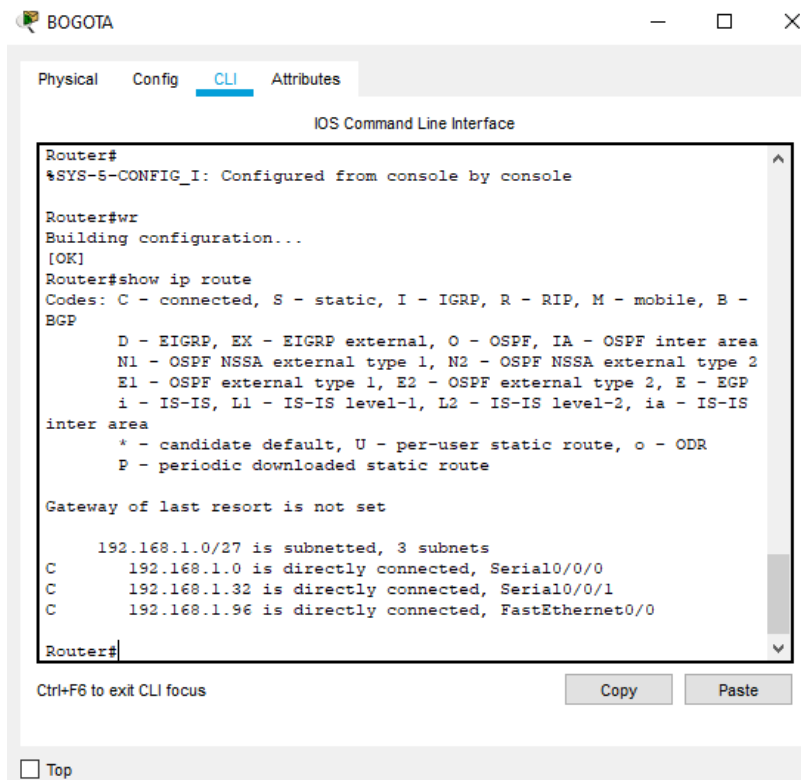 BOGOTA
Physical Config CLI Attributes
IOS Command Line Interface
Router#
%SYS-5-CONFIG_I: Configured from console by console
Router#wr
Building configuration...
[OK]
Router#show ip route
Codes: C - connected, S - static, I - IGRP, R - RIP, M - mobile, B -
BGP
D - EIGRP, EX - EIGRP external, O - OSPF, IA - OSPF inter area
N1 - OSPF NSSA external type 1, N2 - OSPF NSSA external type 2
E1 - OSPF external type 1, E2 - OSPF external type 2, E - EGP
i - IS-IS, L1 - IS-IS level-1, L2 - IS-IS level-2, ia - IS-IS
inter area
* - candidate default, U - per-user static route, o - ODR
P - periodic downloaded static route
Gateway of last resort is not set
192.168.1.0/27 is subnetted, 3 subnets
C 192.168.1.0 is directly connected, Serial0/0/0
C 192.168.1.32 is directly connected, Serial0/0/1
C 192.168.1.96 is directly connected, FastEthernet0/0
Router#
Ctrl+F6 to exit CLI focus
Copy Paste
Top